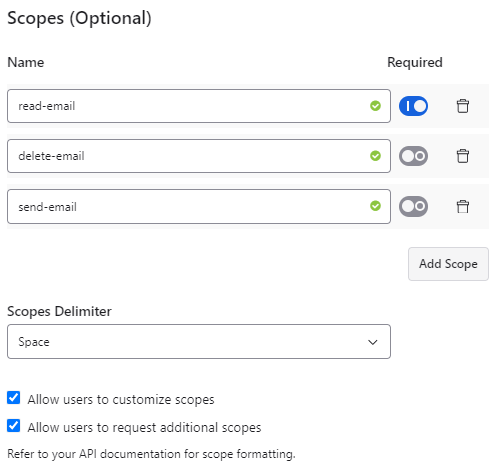 Scopes (Optional)
Name Required
read-email
delete-email
send-email
Add Scope
Scopes Delimiter
Space
Allow users to customize scopes
Allow users to request additional scopes
Refer to your API documentation for scope formatting.